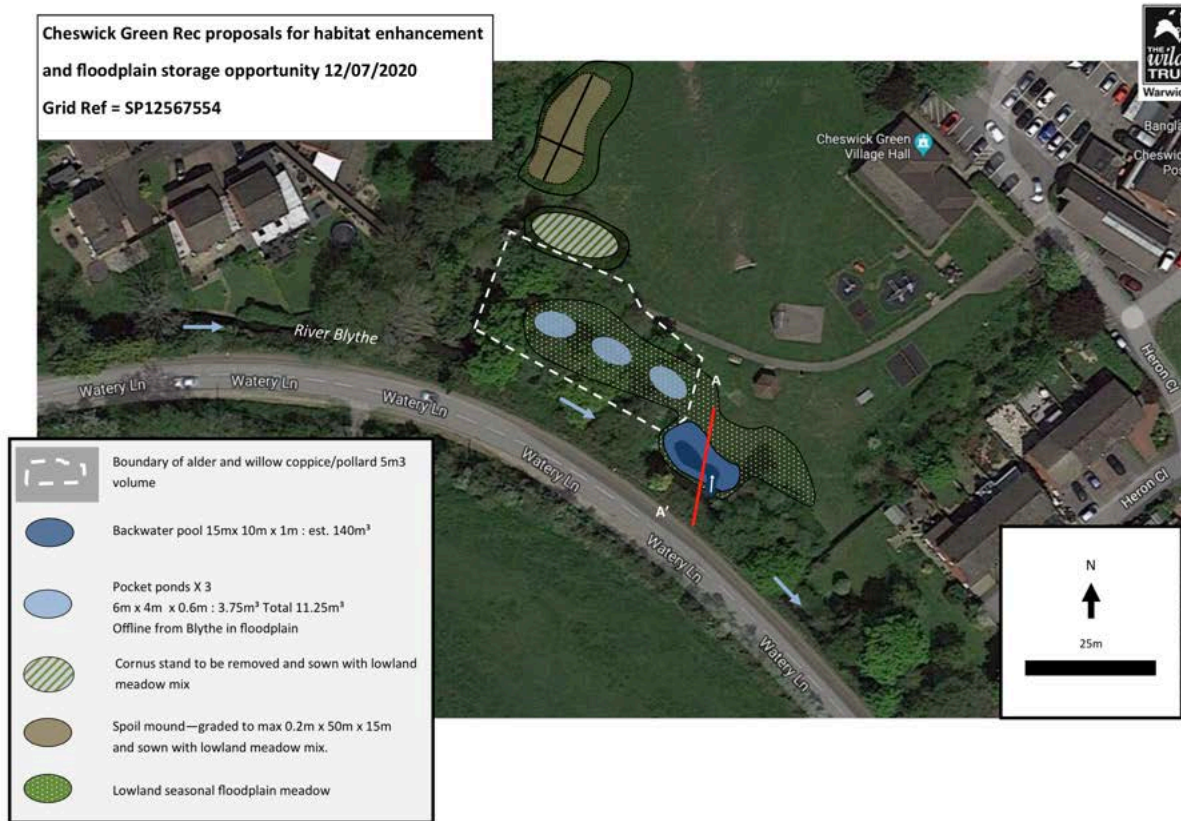 Cheswick Green Rec proposals for habitat enhancement
and floodplain storage opportunity 12/07/2020
Grid Ref = SP12567554
THE
Warwic
Cheswick Green
Village Hall
Bangla
Cheswick
Pos
River Blythe
Watery Ln
Watery Ln
Watery Ln
Watery Ln
Watery Ln
Watery Ln
Heron Cl
Heron Cl
A
A'
Boundary of alder and willow coppice/pollard 5m3
volume
Backwater pool 15mx 10m x 1m : est. 140m³
Pocket ponds X 3
6m x 4m x 0.6m : 3.75m³ Total 11.25m³
Offline from Blythe in floodplain
Cornus stand to be removed and sown with lowland
meadow mix
Spoil mound—graded to max 0.2m x 50m x 15m
and sown with lowland meadow mix.
Lowland seasonal floodplain meadow
N
25m